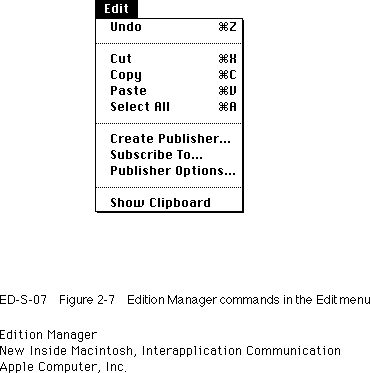 Edit
Undo ⌘Z
Cut ⌘X
Copy ⌘C
Paste ⌘V
Select All ⌘A
Create Publisher...
Subscribe To...
Publisher Options...
Show Clipboard
ED-S-07 Figure 2-7 Edition Manager commands in the Edit menu
Edition Manager
New Inside Macintosh, Interapplication Communication
Apple Computer, Inc.